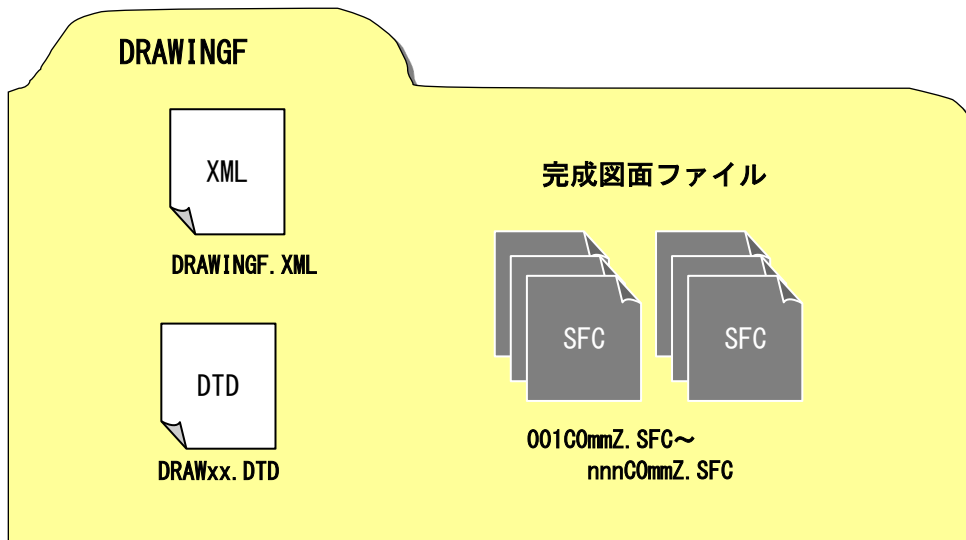 DRAWINGF
XML
DRAWINGF.XML
DTD
DRAWxx.DTD
完成図面ファイル
SFC
SFC
001C0mmZ.SFC～
nnnC0mmZ.SFC